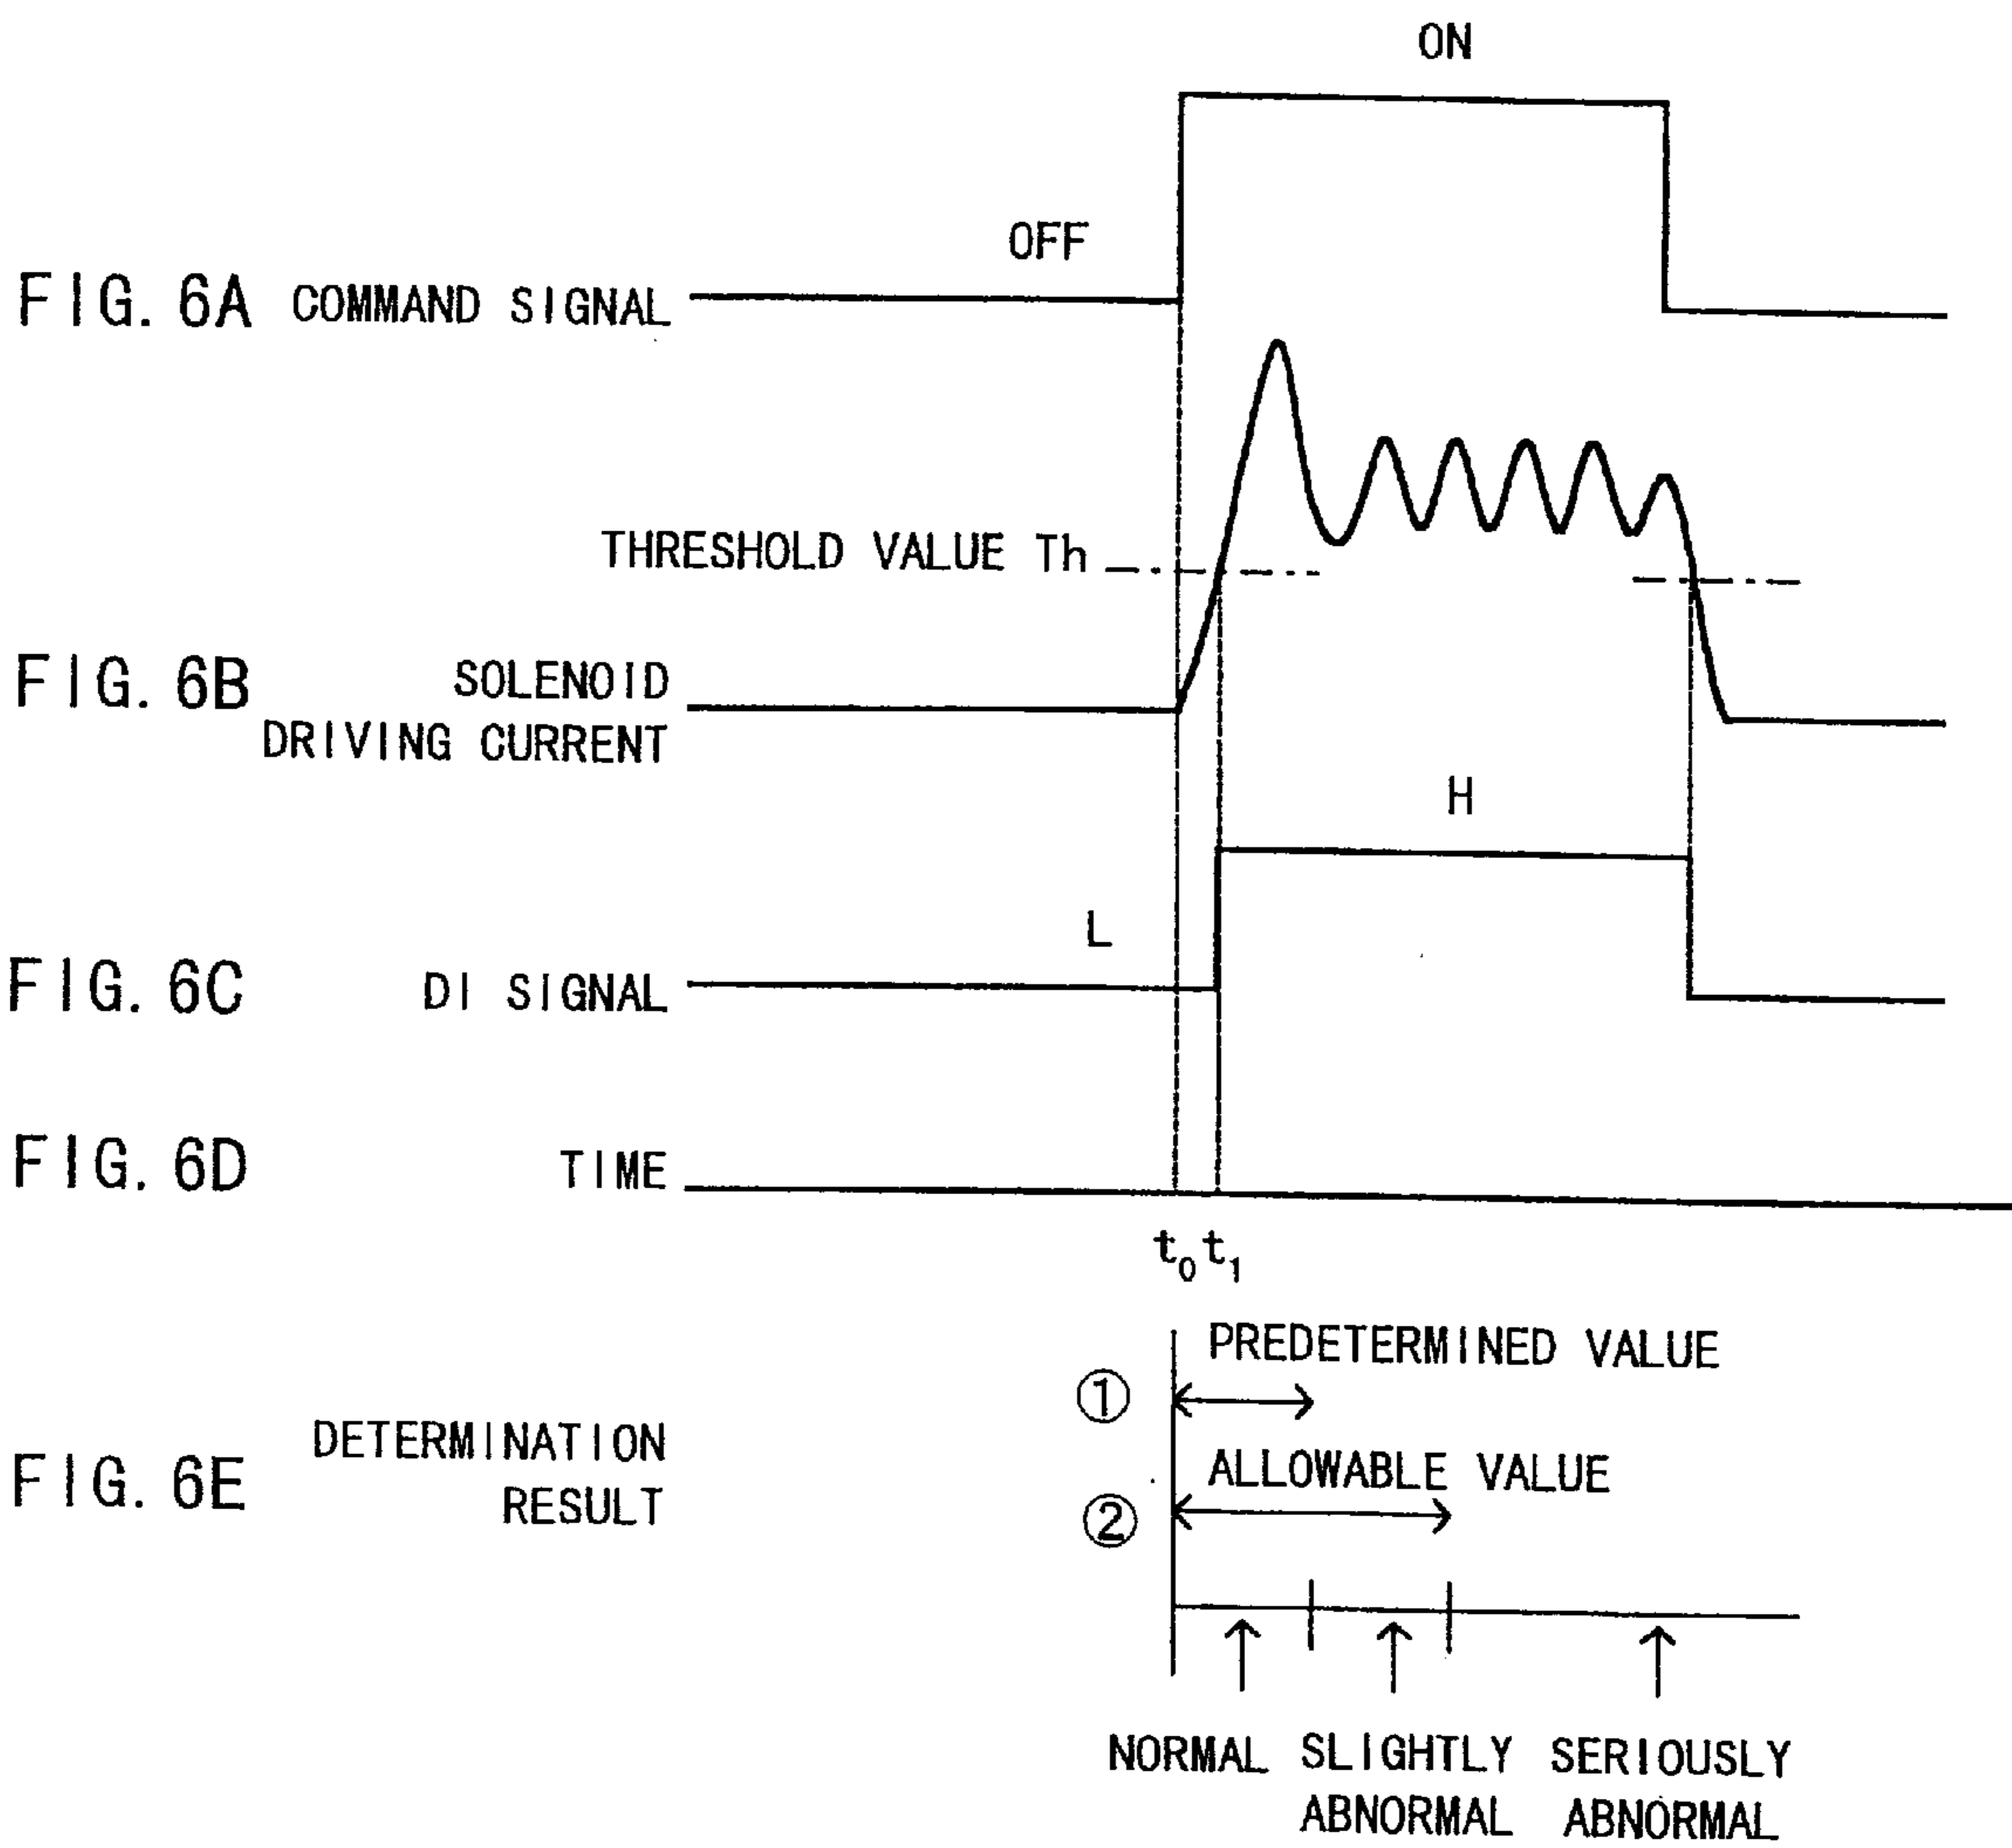 ON
OFF
FIG. 6A COMMAND SIGNAL
THRESHOLD VALUE Th
FIG. 6B SOLENOID
DRIVING CURRENT
H
L
FIG. 6C DI SIGNAL
FIG. 6D TIME
t₀ t₁
PREDETERMINED VALUE
①
ALLOWABLE VALUE
②
FIG. 6E DETERMINATION
RESULT
NORMAL SLIGHTLY SERIOUSLY
ABNORMAL ABNORMAL